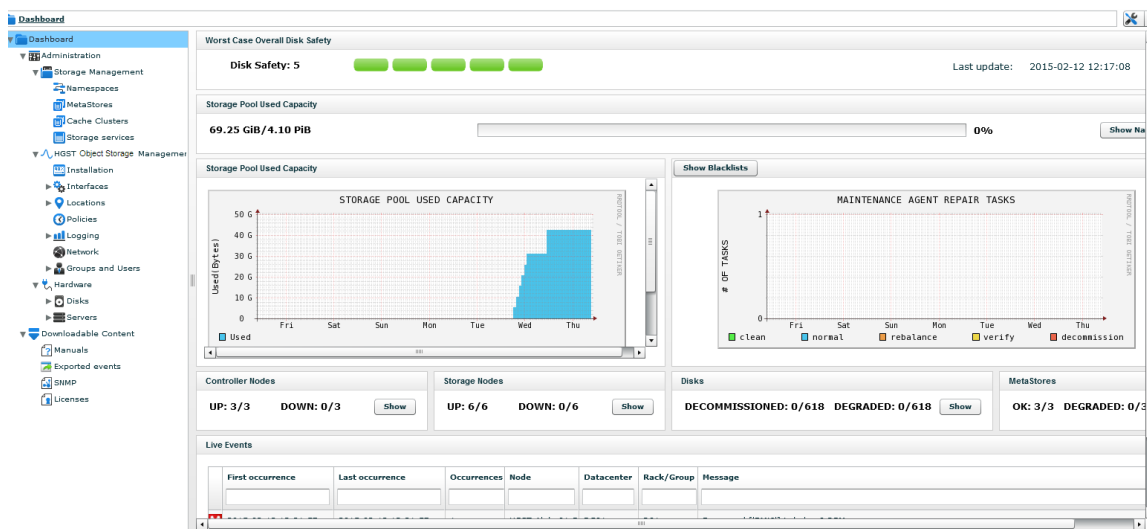 Dashboard
Dashboard
Administration
Storage Management
Namespaces
MetaStores
Cache Clusters
Storage services
HGST Object Storage Managemer
Installation
Interfaces
Locations
Policies
Logging
Network
Groups and Users
Hardware
Disks
Servers
Downloadable Content
Manuals
Exported events
SNMP
Licenses
Worst Case Overall Disk Safety
Disk Safety: 5
Last update: 2015-02-12 12:17:08
Storage Pool Used Capacity
69.25 GiB/4.10 PiB
0%
Show Na
Storage Pool Used Capacity
STORAGE POOL USED CAPACITY
RRDTOOL / TOBI OETIKER
Used(Bytes)
50 G
40 G
30 G
20 G
10 G
0
Fri Sat Sun Mon Tue Wed Thu
Used
Show Blacklists
MAINTENANCE AGENT REPAIR TASKS
RRDTOOL / TOBI OETIKER
# OF TASKS
1
0
Fri Sat Sun Mon Tue Wed Thu
clean normal rebalance verify decommission
Controller Nodes
UP: 3/3 DOWN: 0/3 Show
Storage Nodes
UP: 6/6 DOWN: 0/6 Show
Disks
DECOMMISSIONED: 0/618 DEGRADED: 0/618 Show
MetaStores
OK: 3/3 DEGRADED: 0/3
Live Events
First occurrence Last occurrence Occurrences Node Datacenter Rack/Group Message